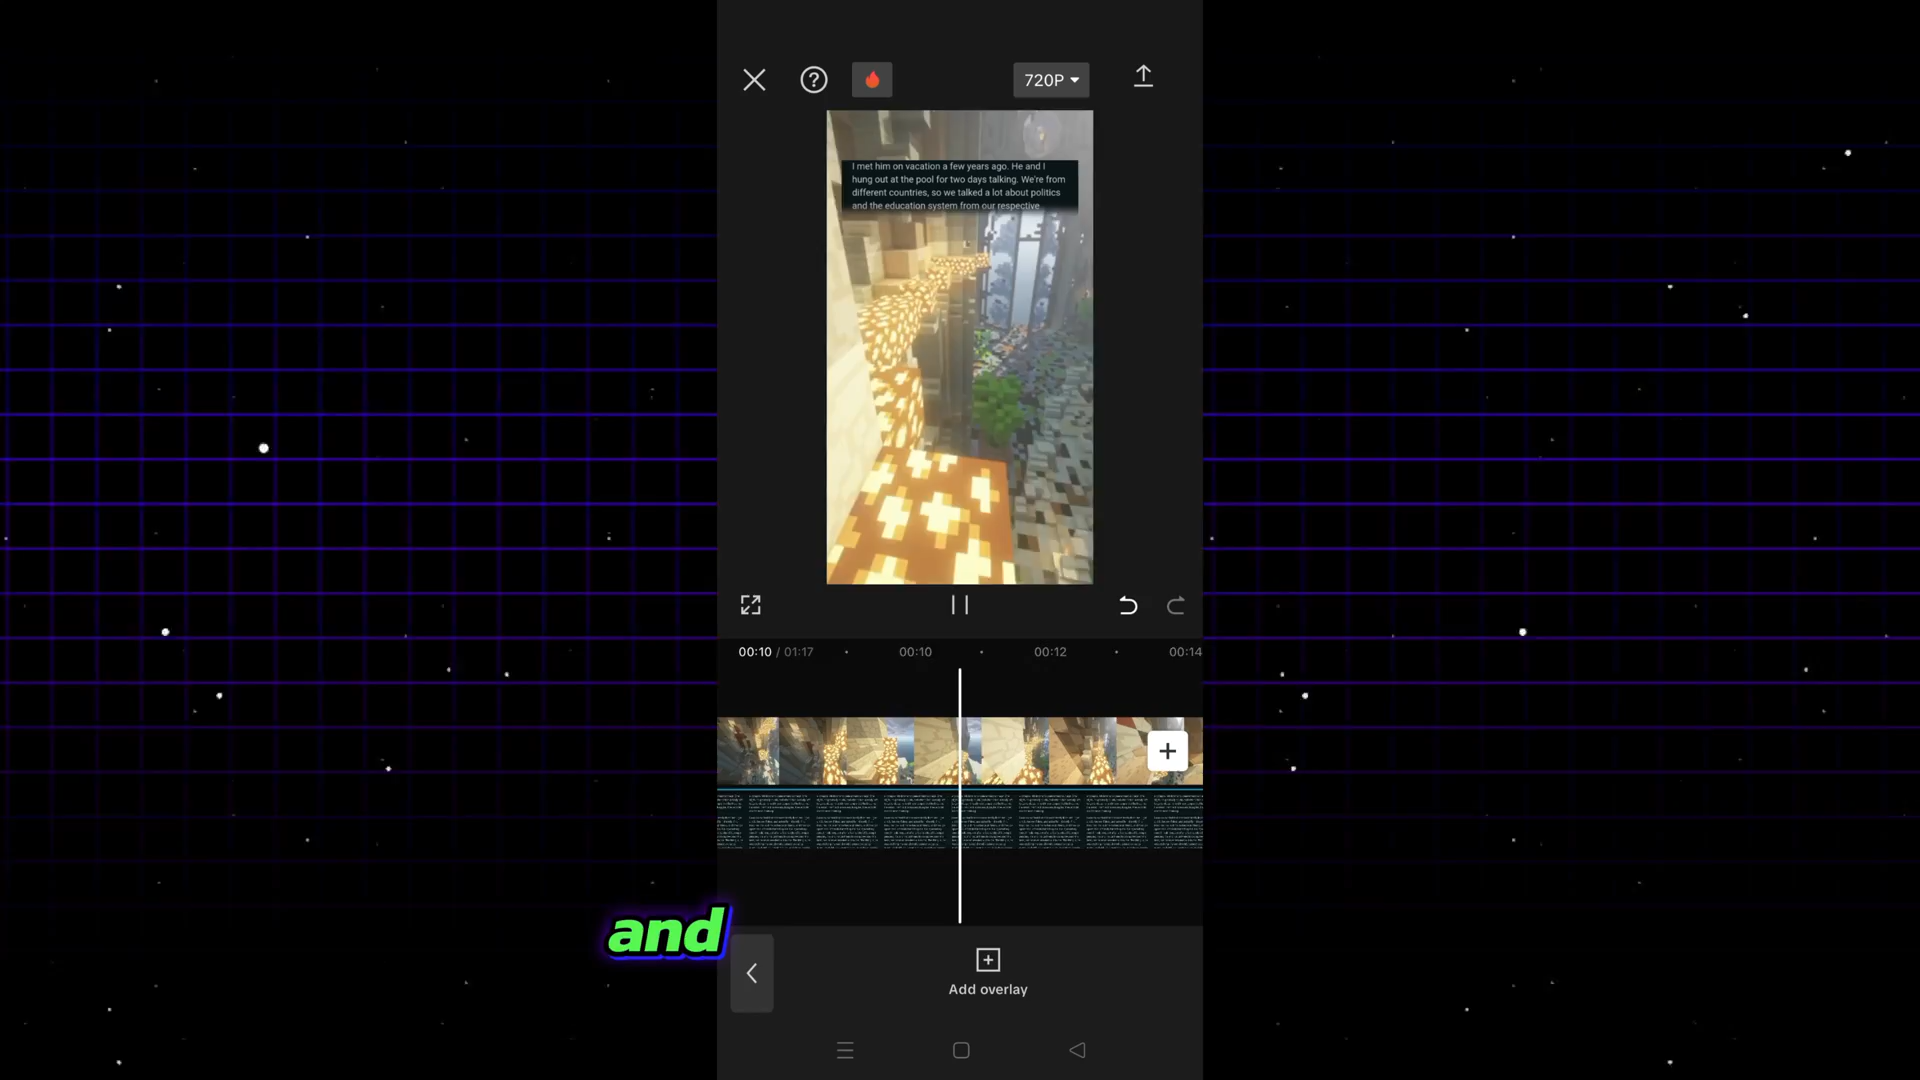 720P
I met him on vacation a few years ago. He and I
hung out at the pool for two days talking. We're from
different countries, so we talked a lot about politics
and the education system from our respective
00:10 / 01:17
00:10
00:12
00:14
and
Add overlay